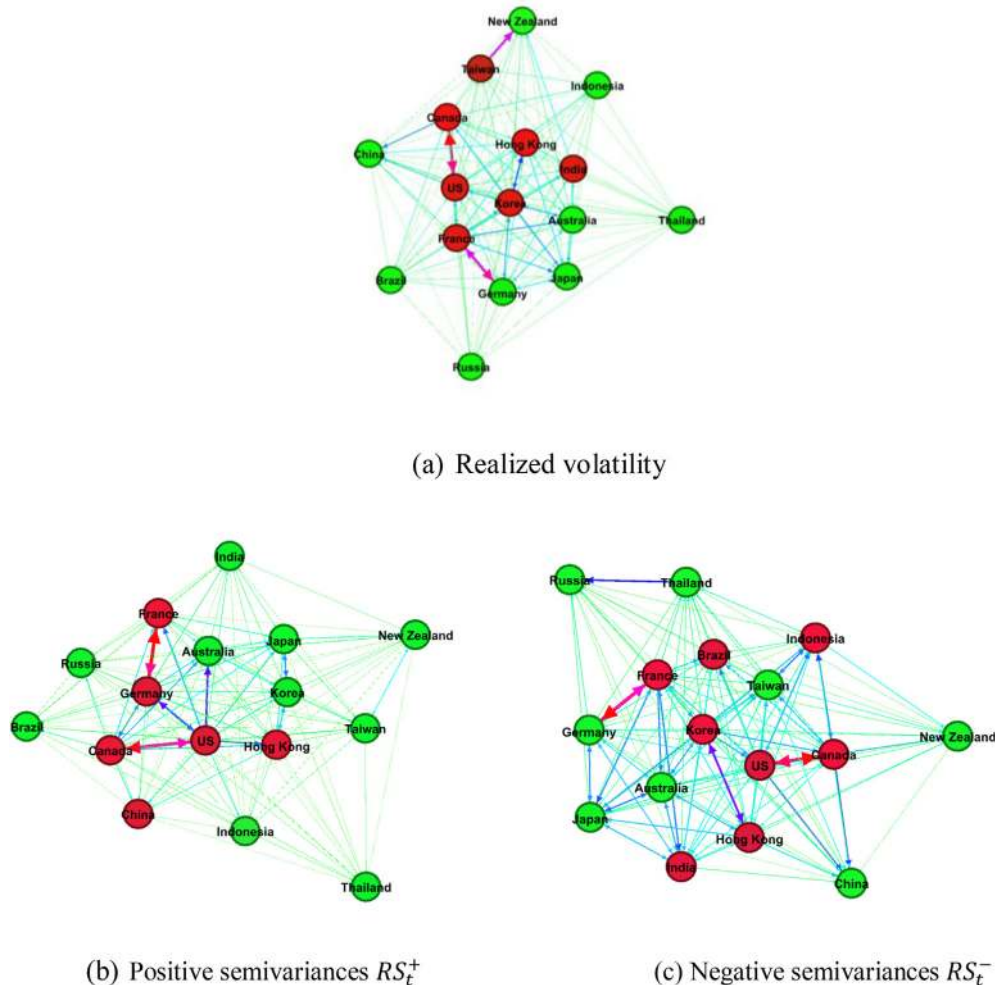 New Zealand
Taiwan
Indonesia
Canada
Hong Kong
China
India
US
Korea
Australia
Thailand
France
Brazil
Japan
Germany
Russia
(a) Realized volatility
India
France
Japan
New Zealand
Australia
Russia
Germany
Korea
Brazil
Taiwan
US
Hong Kong
Canada
China
Indonesia
Thailand
(b) Positive semivariances RS_t^+
Russia
Thailand
Indonesia
Brazil
France
Taiwan
Germany
Korea
New Zealand
Canada
US
Australia
Japan
Hong Kong
India
China
(c) Negative semivariances RS_t^-